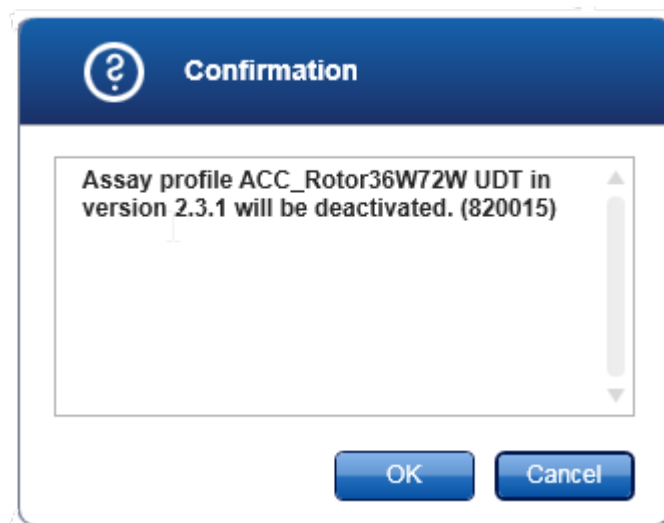 Confirmation
Assay profile ACC_Rotor36W72W UDT in
version 2.3.1 will be deactivated. (820015)
OK
Cancel